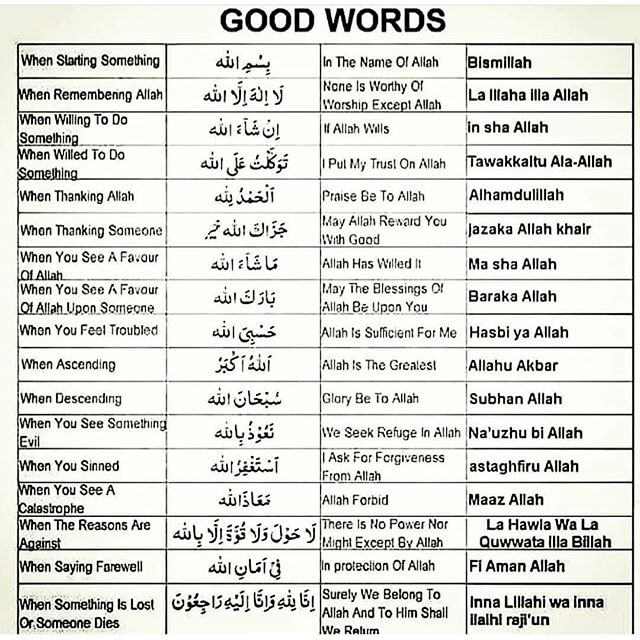 GOOD WORDS
When Starting Something
بِسْمِ الله
In The Name Of Allah
Bismillah
When Remembering Allah
لَا إِلٰهَ إِلَّا الله
None Is Worthy Of
Worship Except Allah
La Illaha illa Allah
When Willing To Do
Something
إِنْ شَآءَ الله
If Allah Wills
In sha Allah
When Willed To Do
Something
تَوَكَّلْتُ عَلَى الله
I Put My Trust On Allah
Tawakkaltu Ala-Allah
When Thanking Allah
اَلْحَمْدُ لِلّٰه
Praise Be To Allah
Alhamdulillah
When Thanking Someone
جَزَاكَ الله خير
May Allah Reward You
With Good
jazaka Allah khair
When You See A Favour
Of Allah
مَا شَآءَ الله
Allah Has Willed It
Ma sha Allah
When You See A Favour
Of Allah Upon Someone
بَارَكَ الله
May The Blessings Of
Allah Be Upon You
Baraka Allah
When You Feel Troubled
حَسْبِيَ الله
Allah Is Sufficient For Me
Hasbi ya Allah
When Ascending
اَللهُ اَكْبَرُ
Allah Is The Greatest
Allahu Akbar
When Descending
سُبْحَانَ الله
Glory Be To Allah
Subhan Allah
When You See Something
Evil
نَعُوْذُ بِالله
We Seek Refuge In Allah
Na'uzhu bi Allah
When You Sinned
اَسْتَغْفِرُ الله
I Ask For Forgiveness
From Allah
astaghfiru Allah
When You See A
Catastrophe
مَعَاذَ الله
Allah Forbid
Maaz Allah
When The Reasons Are
Against
لَا حَوْلَ وَلَا قُوَّةَ إِلَّا بِالله
There Is No Power Nor
Might Except By Allah
La Hawla Wa La
Quwwata illa Billah
When Saying Farewell
فِيْ اَمَانِ الله
In protection Of Allah
Fi Aman Allah
When Something Is Lost
Or Someone Dies
إِنَّا لِلّٰهِ وَإِنَّا إِلَيْهِ رَاجِعُوْنَ
Surely We Belong To
Allah And To Him Shall
We Return
Inna Lillahi wa inna
ilaihi raji'un